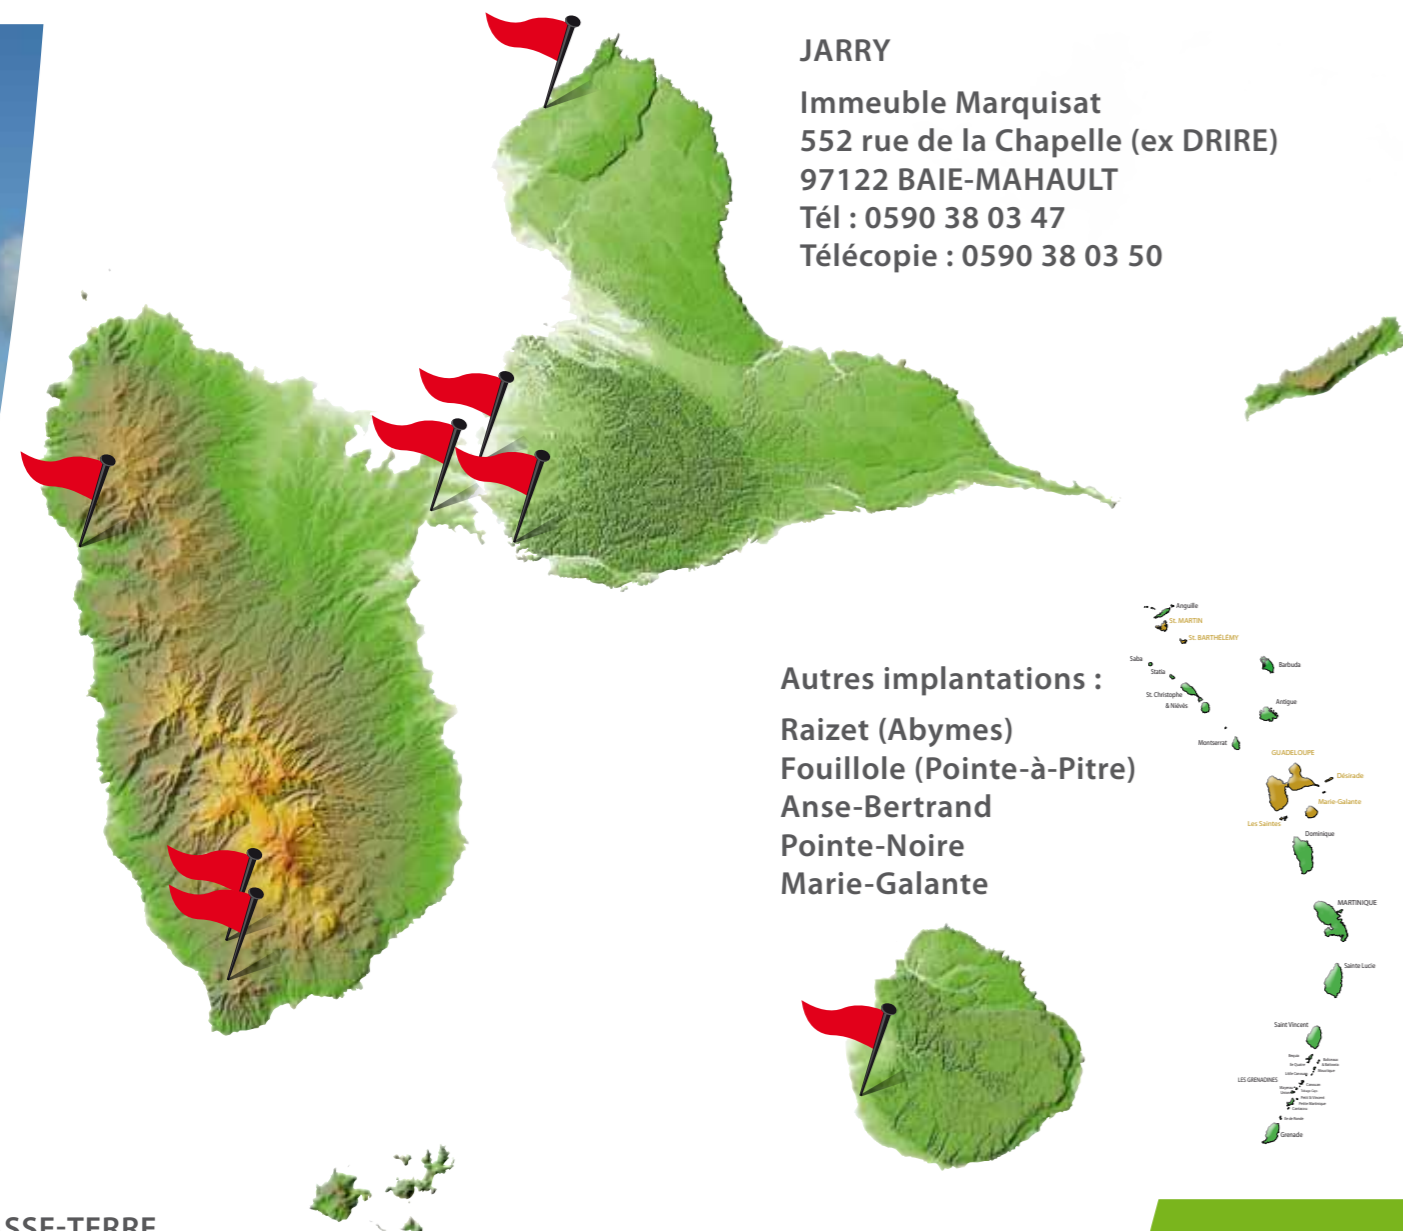 JARRY
Immeuble Marquisat
552 rue de la Chapelle (ex DRIRE)
97122 BAIE-MAHAULT
Tél : 0590 38 03 47
Télécopie : 0590 38 03 50
Autres implantations :
Raizet (Abymes)
Fouillole (Pointe-à-Pitre)
Anse-Bertrand
Pointe-Noire
Marie-Galante
Anguille
St. MARTIN
St. BARTHÉLÉMY
Saba
Statia
St. Christophe
& Niévès
Barbuda
Antigue
Montserrat
GUADELOUPE
Désirade
Marie-Galante
Les Saintes
Dominique
MARTINIQUE
Sainte Lucie
Saint Vincent
LES GRENADINES
Grenade
SSE-TERRE